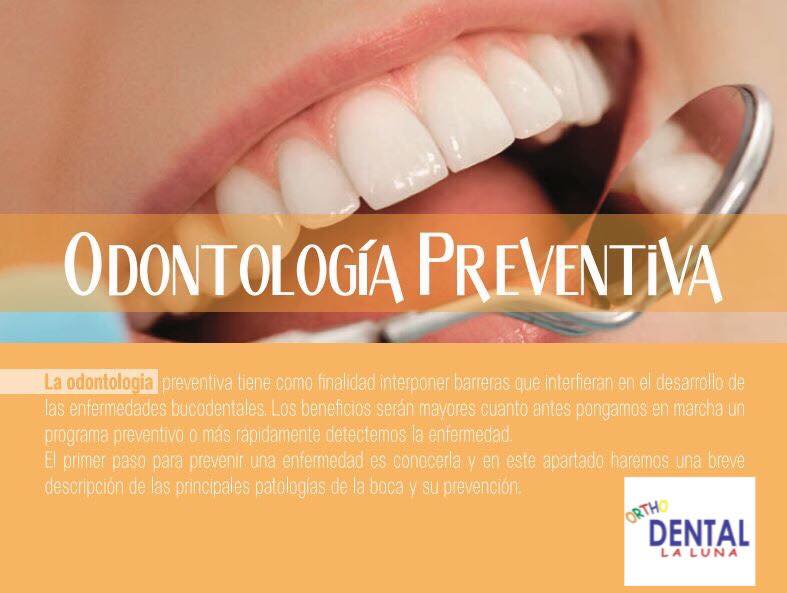 Odontología Preventiva
La odontologia preventiva tiene como finalidad interponer barreras que interfieran en el desarrollo de
las enfermedades bucodentales. Los beneficios serán mayores cuanto antes pongamos en marcha un
programa preventivo o más rápidamente detectemos la enfermedad.
El primer paso para prevenir una enfermedad es conocerla y en este apartado haremos una breve
descripción de las principales patologías de la boca y su prevención.
ORTHO
DENTAL
LA LUNA